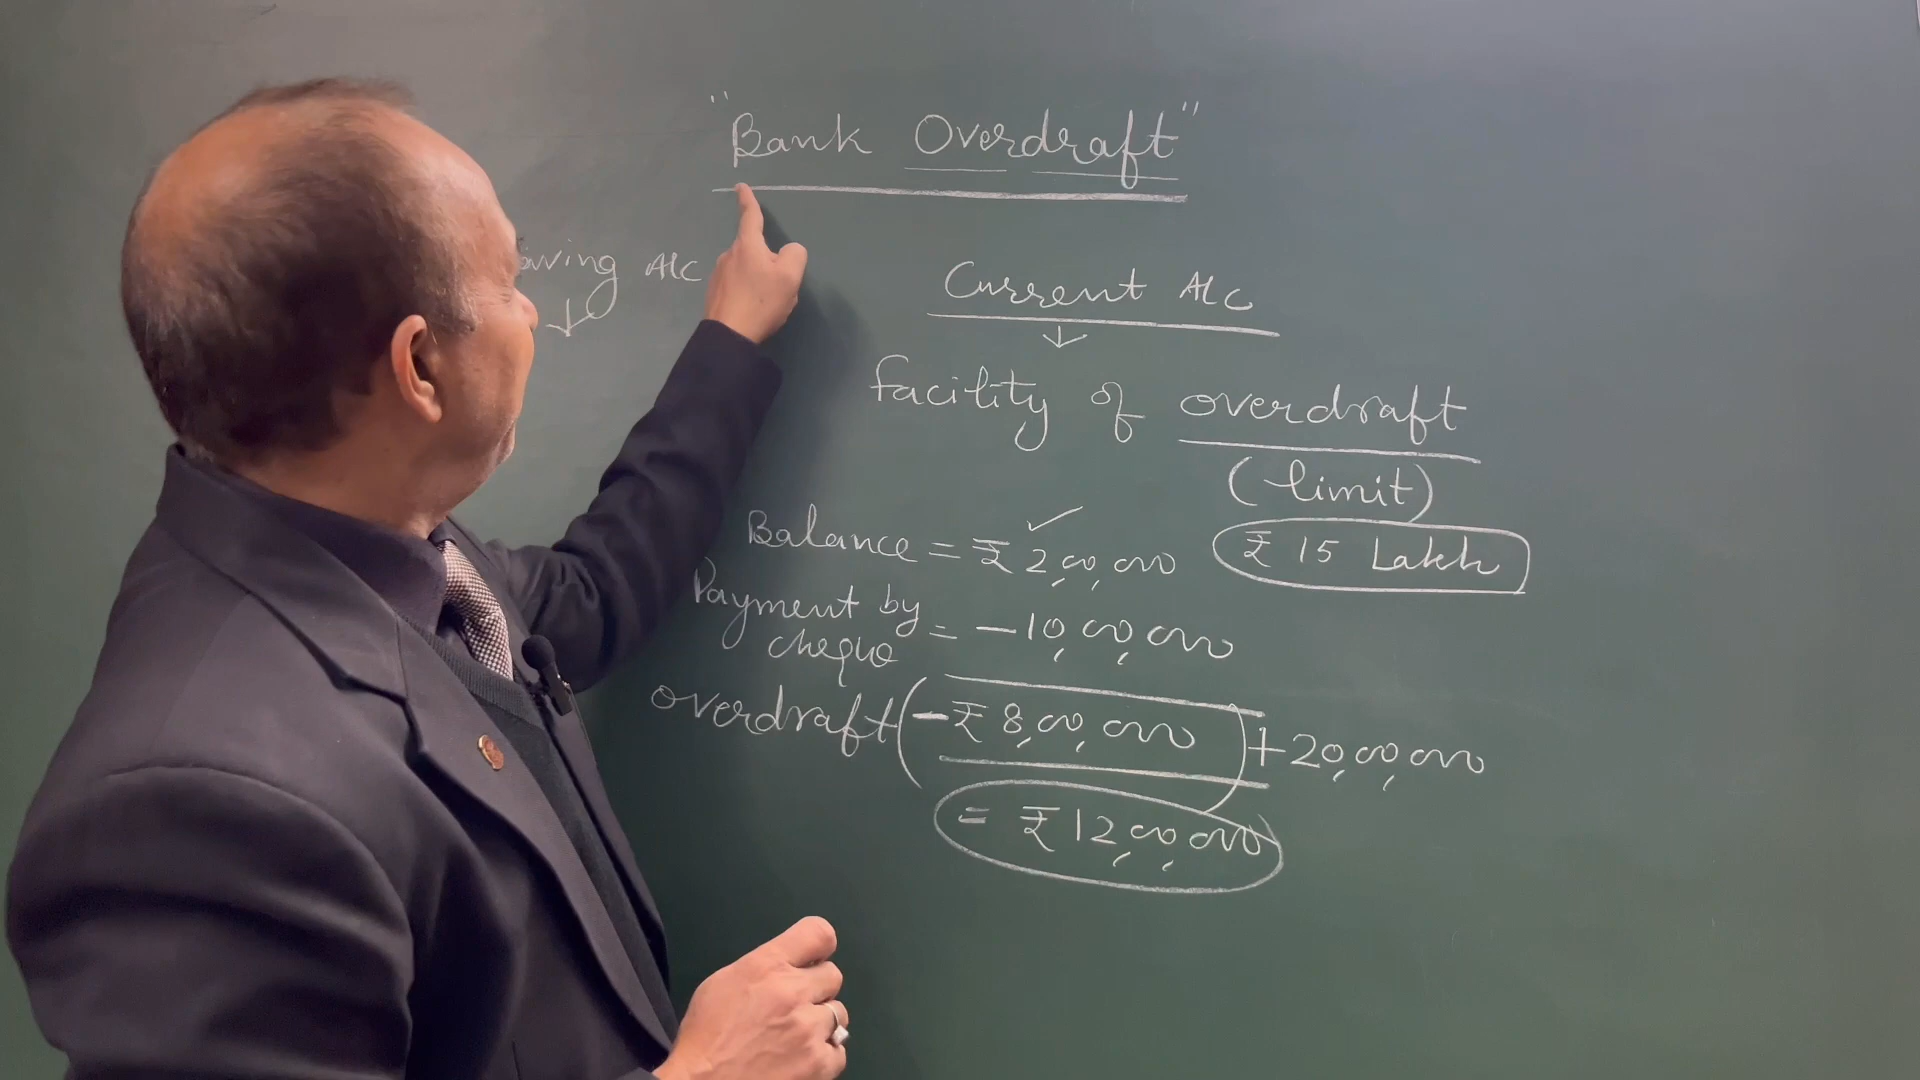 "Bank Overdraft"
aving A/C
Current A/C
facility of overdraft
(limit)
₹ 15 Lakh
Balance = ₹ 2,00,000
Payment by cheque = -10,00,000
overdraft (-₹ 8,00,000) +20,00,000
= ₹ 12,00,000